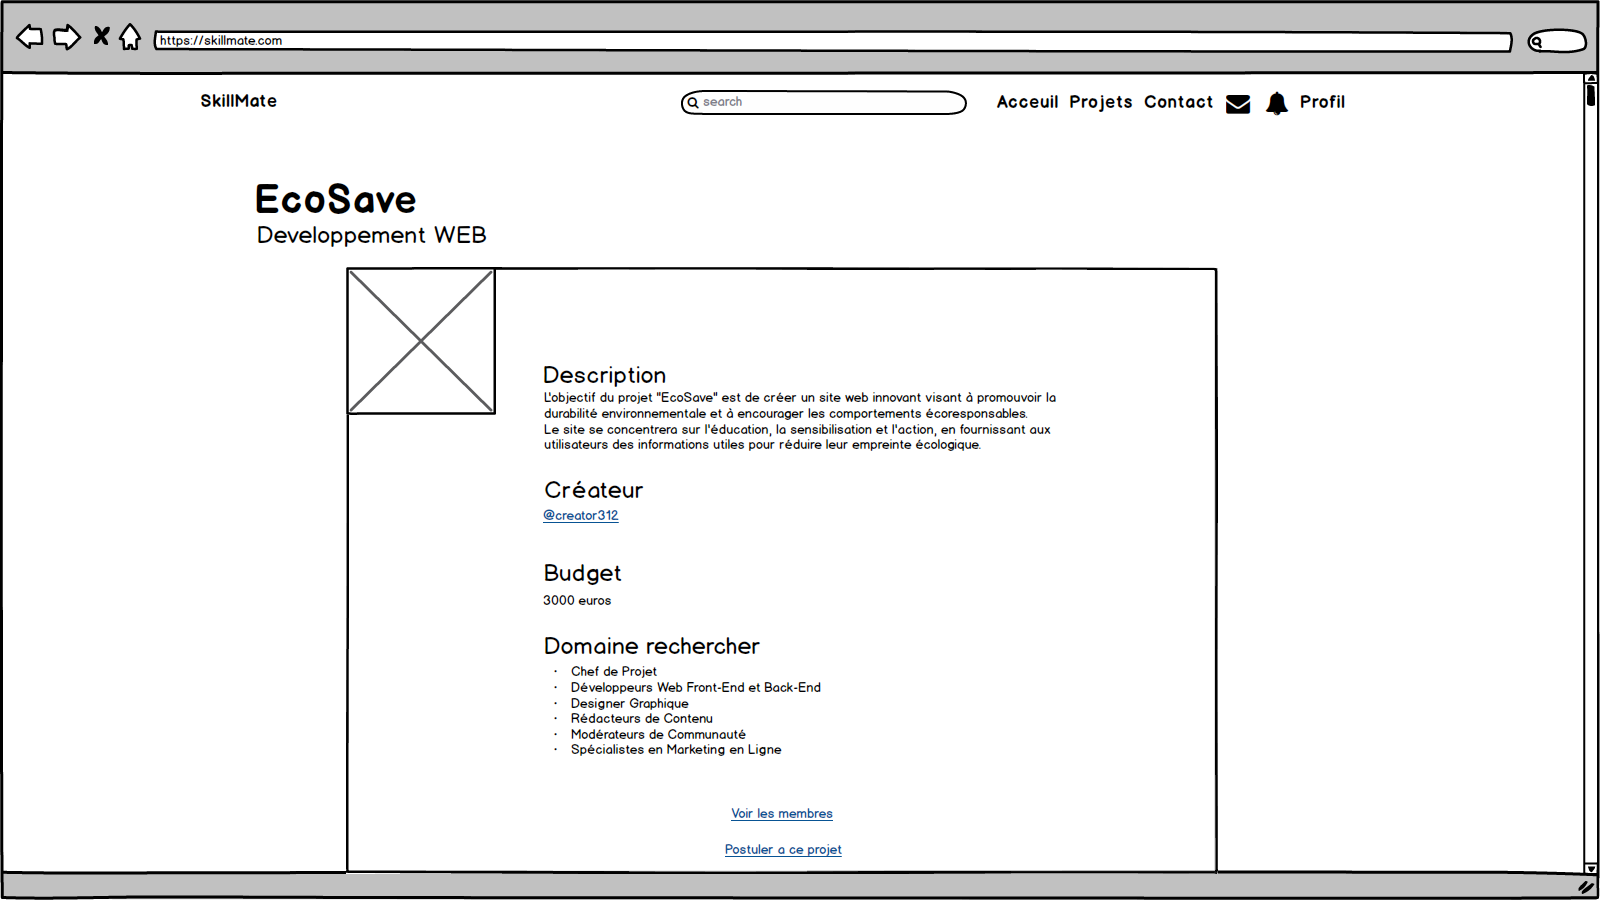 https://skillmate.com
SkillMate
search
Acceuil Projets Contact Profil
EcoSave
Developpement WEB
Description
L'objectif du projet "EcoSave" est de créer un site web innovant visant à promouvoir la
durabilité environnementale et à encourager les comportements écoresponsables.
Le site se concentrera sur l'éducation, la sensibilisation et l'action, en fournissant aux
utilisateurs des informations utiles pour réduire leur empreinte écologique.
Créateur
@creator312
Budget
3000 euros
Domaine rechercher
· Chef de Projet
· Développeurs Web Front-End et Back-End
· Designer Graphique
· Rédacteurs de Contenu
· Modérateurs de Communauté
· Spécialistes en Marketing en Ligne
Voir les membres
Postuler a ce projet